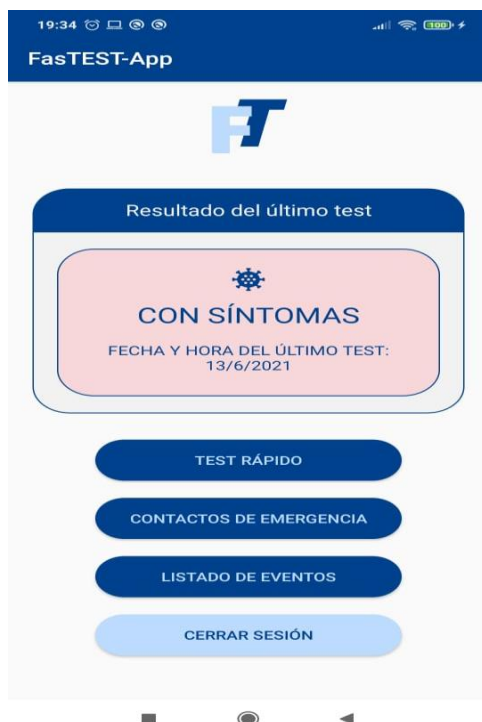 19:34
100
FasTEST-App
FT
Resultado del último test
CON SÍNTOMAS
FECHA Y HORA DEL ÚLTIMO TEST:
13/6/2021
TEST RÁPIDO
CONTACTOS DE EMERGENCIA
LISTADO DE EVENTOS
CERRAR SESIÓN